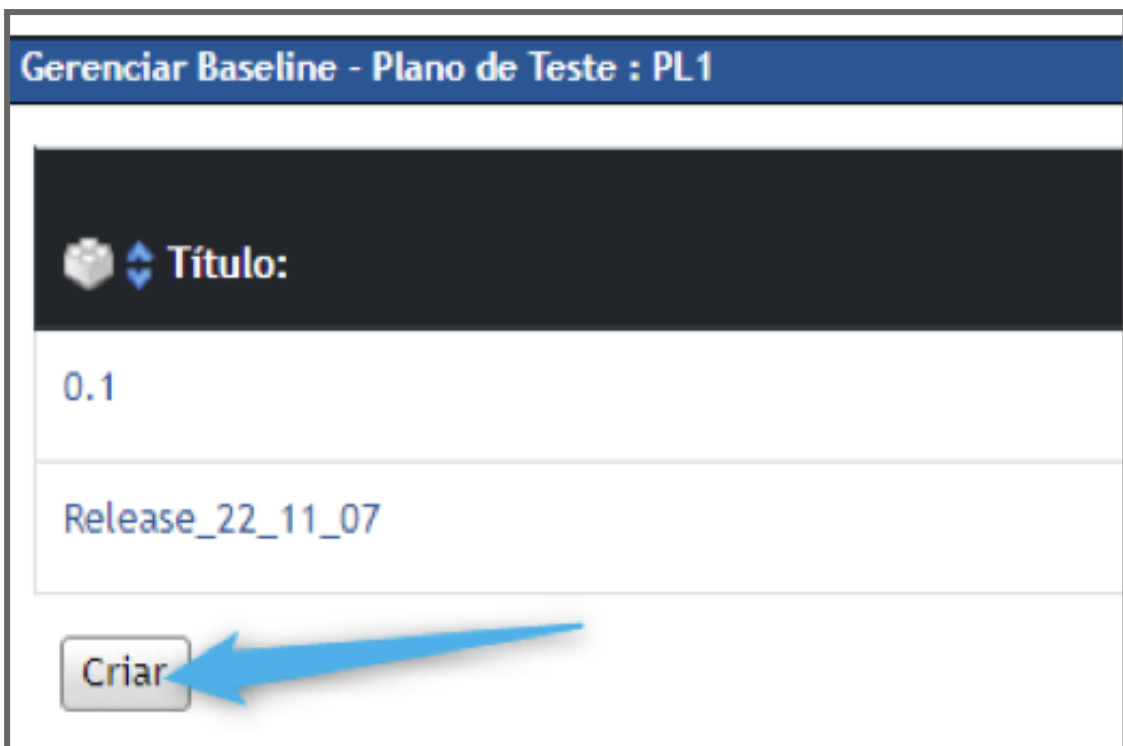 Gerenciar Baseline - Plano de Teste : PL1
Título:
0.1
Release_22_11_07
Criar